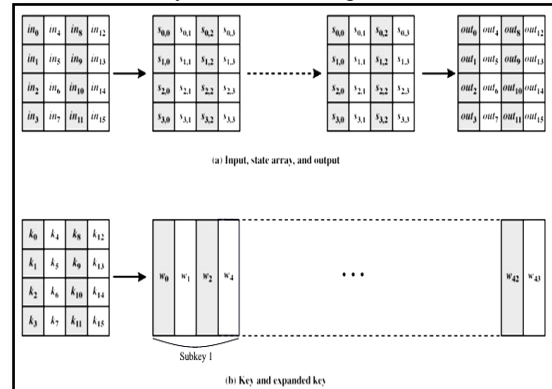 in0 in4 in8 in12 s0,0 s0,1 s0,2 s0,3 s0,0 s0,1 s0,2 s0,3 out0 out4 out8 out12
in1 in5 in9 in13 s1,0 s1,1 s1,2 s1,3 s1,0 s1,1 s1,2 s1,3 out1 out5 out9 out13
in2 in6 in10 in14 s2,0 s2,1 s2,2 s2,3 s2,0 s2,1 s2,2 s2,3 out2 out6 out10 out14
in3 in7 in11 in15 s3,0 s3,1 s3,2 s3,3 s3,0 s3,1 s3,2 s3,3 out3 out7 out11 out15
(a) Input, state array, and output
k0 k4 k8 k12
k1 k5 k9 k13
w0 w1 w2 w4 • • • w42 w43
k2 k6 k10 k14
k3 k7 k11 k15
Subkey 1
(b) Key and expanded key